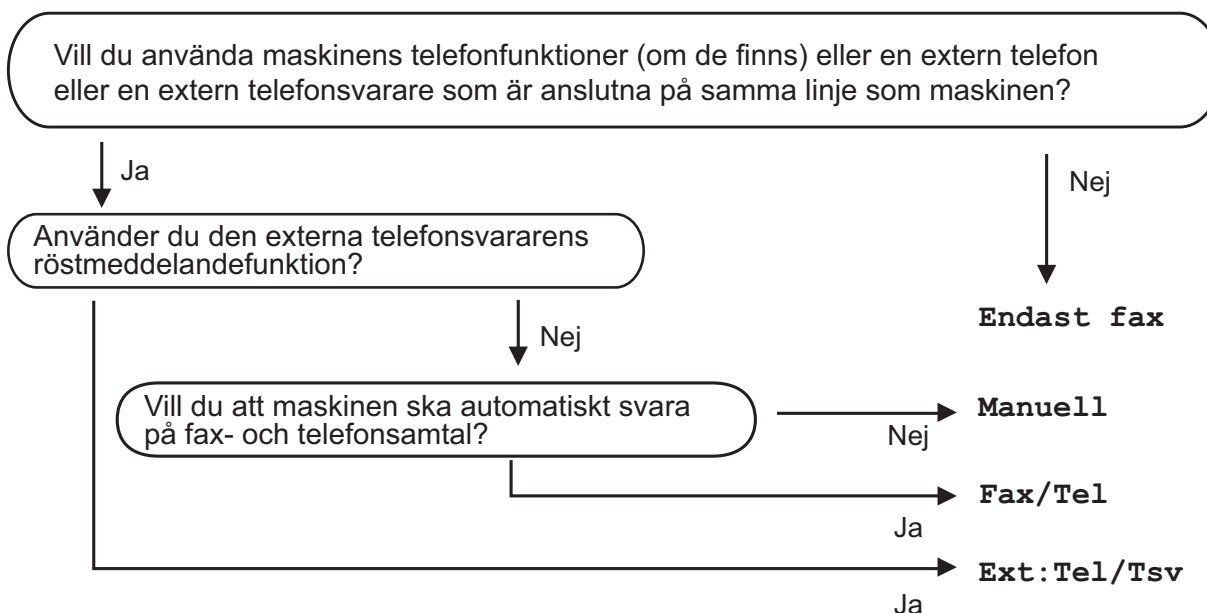 Vill du använda maskinens telefonfunktioner (om de finns) eller en extern telefon
eller en extern telefonsvarare som är anslutna på samma linje som maskinen?
Ja
Nej
Använder du den externa telefonsvararens
röstmeddelandefunktion?
Endast fax
Nej
Vill du att maskinen ska automatiskt svara
på fax- och telefonsamtal?
Manuell
Nej
Fax/Tel
Ja
Ext:Tel/Tsv
Ja